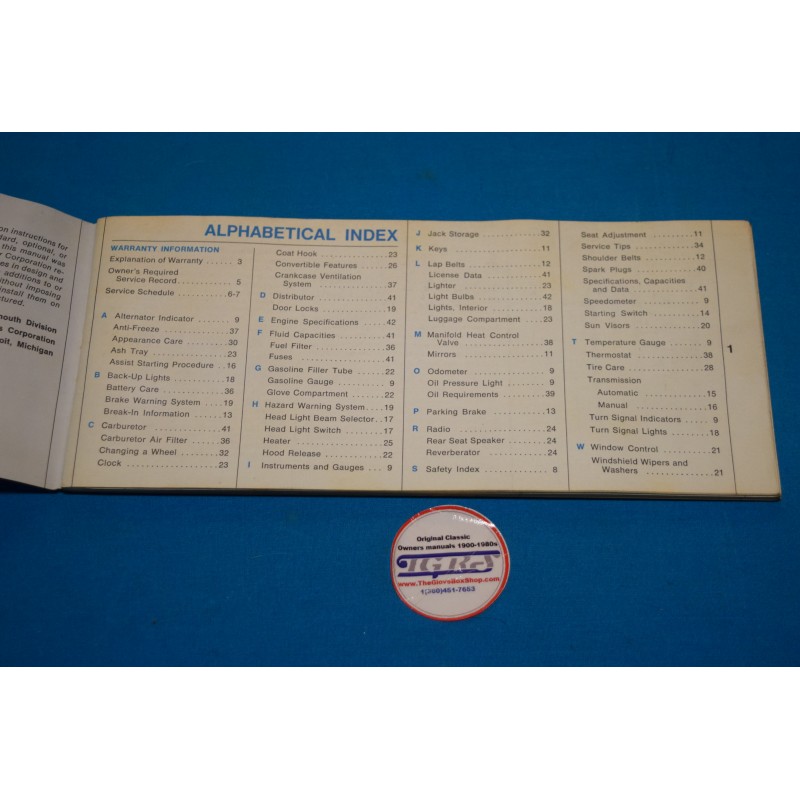 on instructions for
dard, optional, or
this manual was
Corporation re-
es in design and
additions to or
without imposing
install them on
ctured.
mouth Division
s Corporation
oit, Michigan
ALPHABETICAL INDEX
WARRANTY INFORMATION
Explanation of Warranty ...... 3
Owner's Required
Service Record ............ 5
Service Schedule ........... 6-7
A Alternator Indicator ........ 9
Anti-Freeze ............... 37
Appearance Care .......... 30
Ash Tray ................. 23
Assist Starting Procedure .. 16
B Back-Up Lights ............ 18
Battery Care .............. 36
Brake Warning System .... 19
Break-In Information ...... 13
C Carburetor ................ 41
Carburetor Air Filter ...... 36
Changing a Wheel ........ 32
Clock .................... 23
Coat Hook ................ 23
Convertible Features ...... 26
Crankcase Ventilation
System ................. 37
D Distributor ................ 41
Door Locks ............... 19
E Engine Specifications ...... 42
F Fluid Capacities ........... 41
Fuel Filter ................ 36
Fuses .................... 41
G Gasoline Filler Tube ....... 22
Gasoline Gauge ........... 9
Glove Compartment ....... 22
H Hazard Warning System .... 19
Head Light Beam Selector .. 17
Head Light Switch ........ 17
Heater ................... 25
Hood Release ............. 22
I Instruments and Gauges ... 9
J Jack Storage .............. 32
K Keys ..................... 11
L Lap Belts ................. 12
License Data .............. 41
Lighter ................... 23
Light Bulbs ............... 42
Lights, Interior ............ 18
Luggage Compartment .... 23
M Manifold Heat Control
Valve .................. 38
Mirrors ................... 11
O Odometer ................. 9
Oil Pressure Light ......... 9
Oil Requirements .......... 39
P Parking Brake ............. 13
R Radio .................... 24
Rear Seat Speaker ......... 24
Reverberator .............. 24
S Safety Index .............. 8
Seat Adjustment ........... 11
Service Tips ............... 34
Shoulder Belts ............. 12
Spark Plugs ............... 40
Specifications, Capacities
and Data ................ 41
Speedometer .............. 9
Starting Switch ............ 14
Sun Visors ................ 20
T Temperature Gauge ........ 9
Thermostat ................ 38
Tire Care .................. 28
Transmission
Automatic ............... 15
Manual ................. 16
Turn Signal Indicators ..... 9
Turn Signal Lights ......... 18
W Window Control ........... 21
Windshield Wipers and
Washers ................ 21
1
Original Classic
Owners manuals 1900-1980s
TGBS
www.TheGloveBoxShop.com